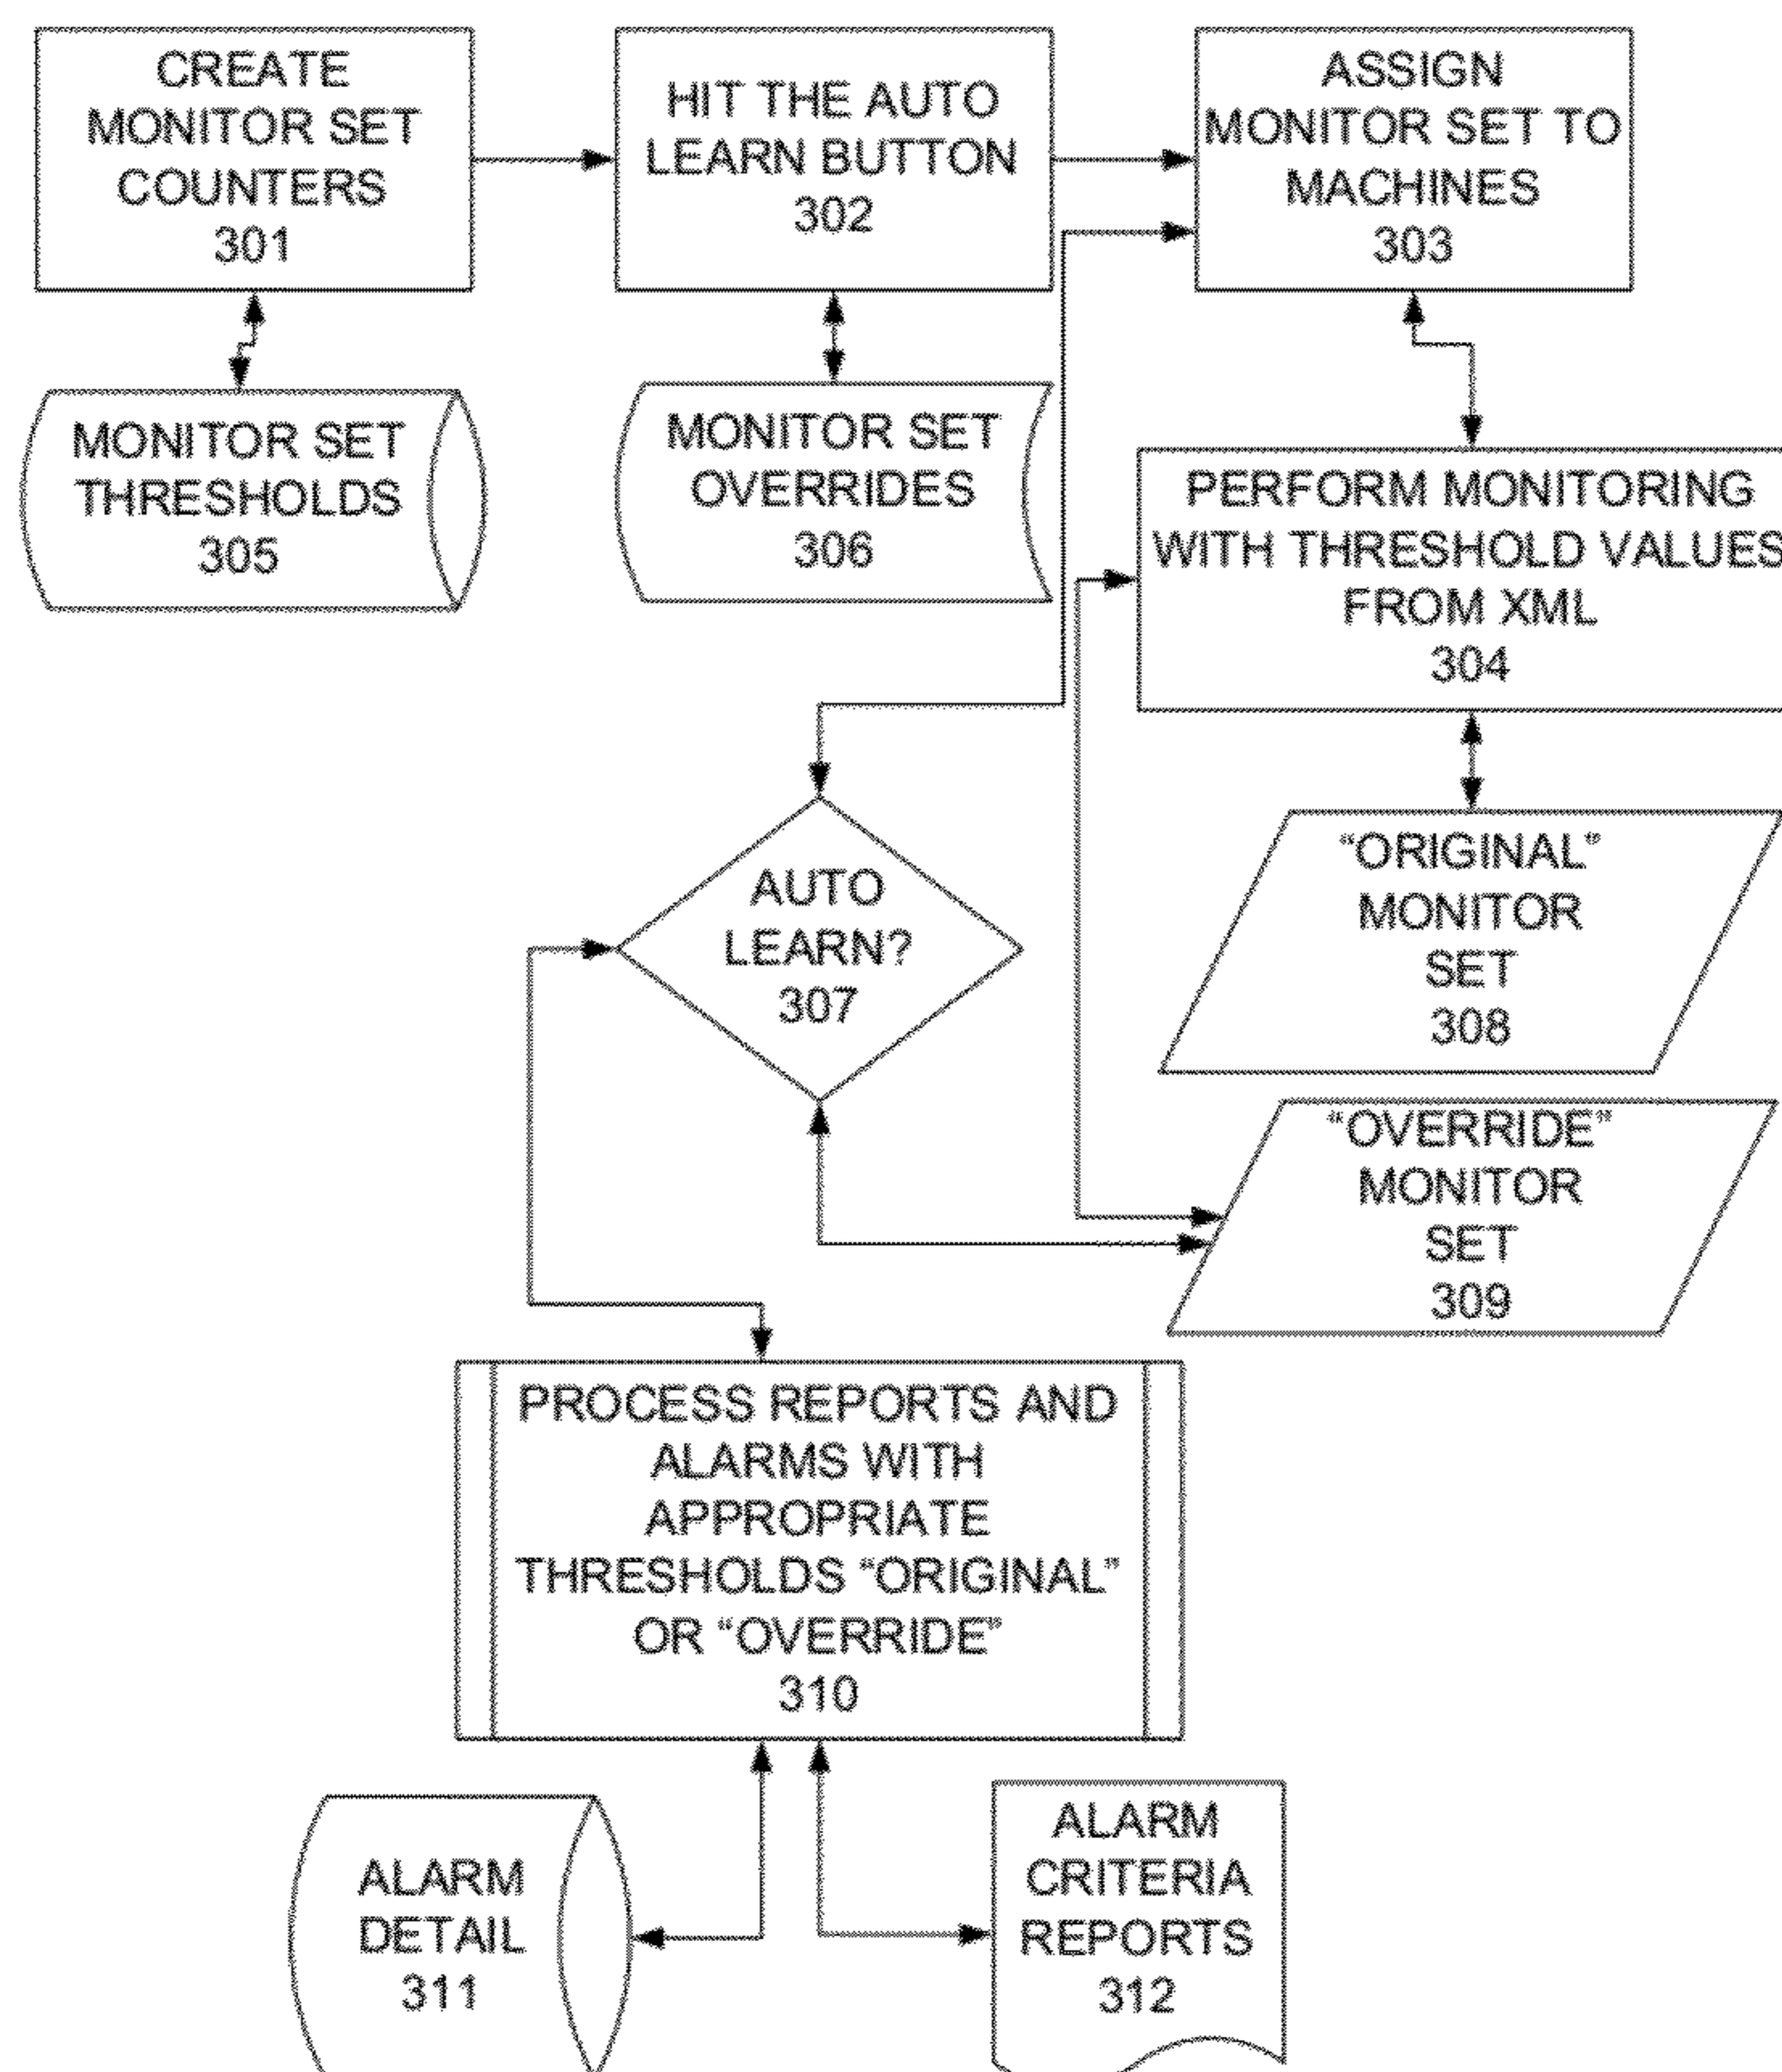 CREATE
MONITOR SET
COUNTERS
301
HIT THE AUTO
LEARN BUTTON
302
ASSIGN
MONITOR SET TO
MACHINES
303
MONITOR SET
THRESHOLDS
305
MONITOR SET
OVERRIDES
306
PERFORM MONITORING
WITH THRESHOLD VALUES
FROM XML
304
AUTO
LEARN?
307
“ORIGINAL”
MONITOR
SET
308
“OVERRIDE”
MONITOR
SET
309
PROCESS REPORTS AND
ALARMS WITH
APPROPRIATE
THRESHOLDS “ORIGINAL”
OR “OVERRIDE”
310
ALARM
DETAIL
311
ALARM
CRITERIA
REPORTS
312